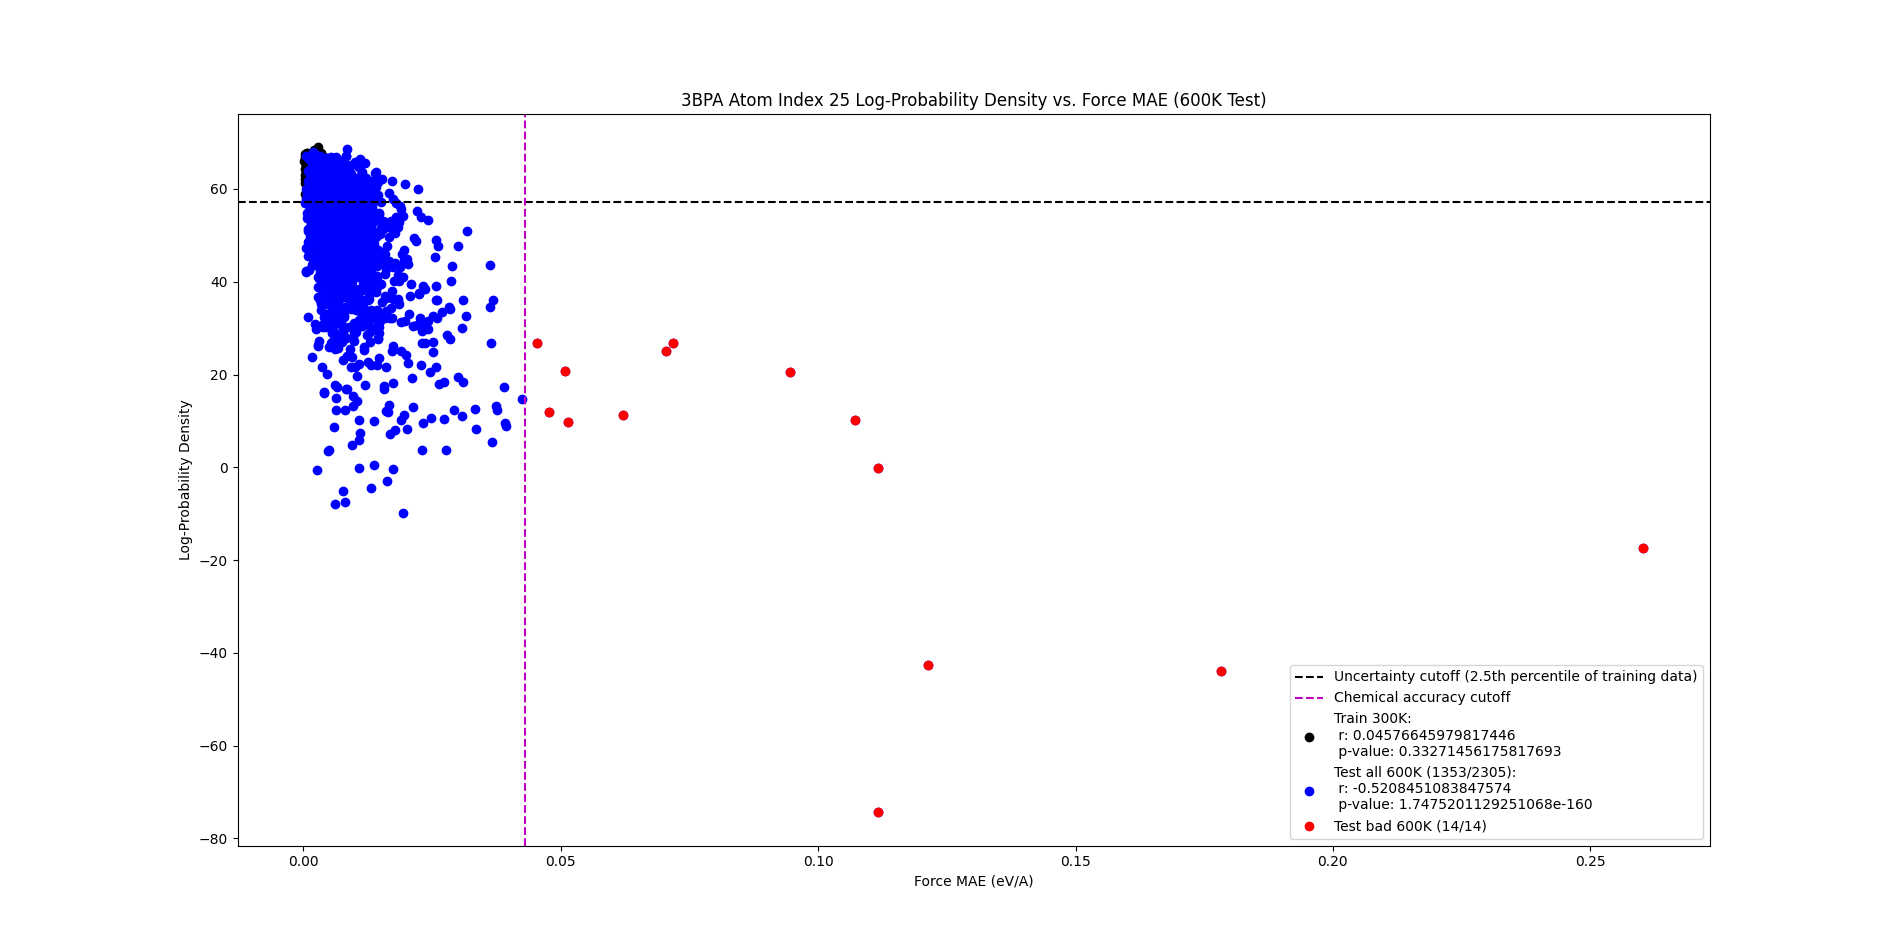 3BPA Atom Index 25 Log-Probability Density vs. Force MAE (600K Test)
Log-Probability Density
60
40
20
0
−20
−40
−60
−80
0.00
0.05
0.10
0.15
0.20
0.25
Force MAE (eV/A)
Uncertainty cutoff (2.5th percentile of training data)
Chemical accuracy cutoff
Train 300K:
r: 0.04576645979817446
p-value: 0.33271456175817693
Test all 600K (1353/2305):
r: -0.5208451083847574
p-value: 1.7475201129251068e-160
Test bad 600K (14/14)